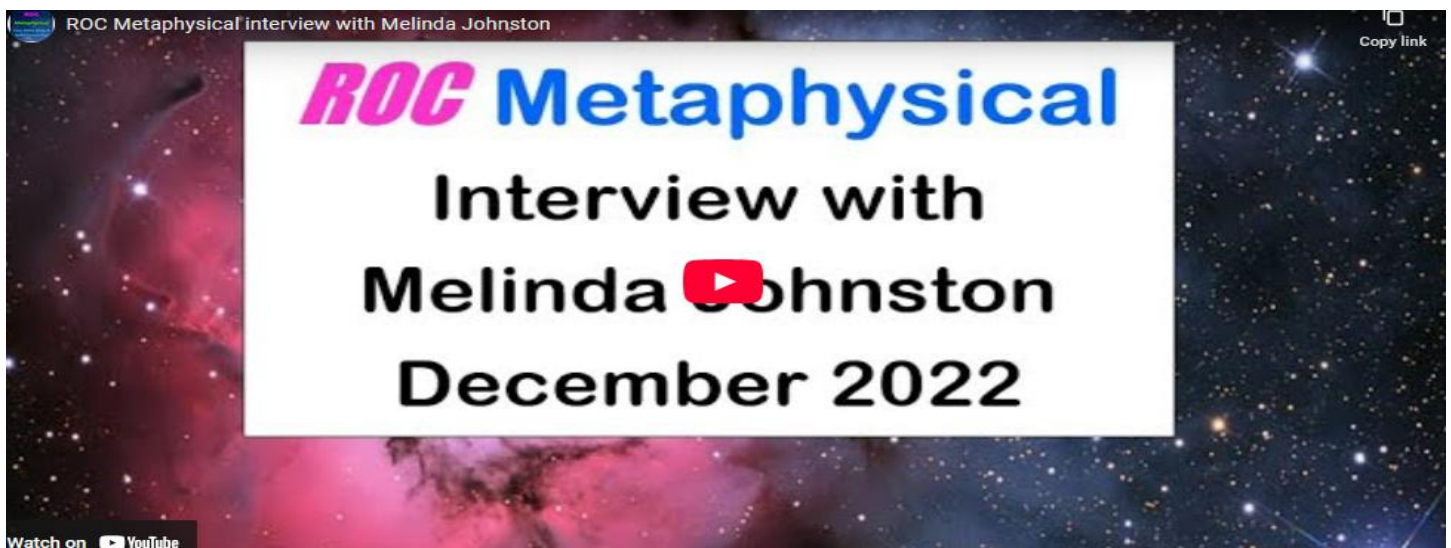 ROC Metaphysical interview with Melinda Johnston
Copy link
ROC Metaphysical
Interview with
Melinda Johnston
December 2022
Watch on YouTube